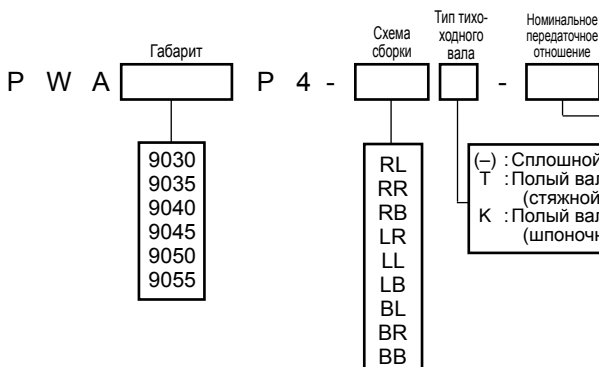 Габарит
Схема
сборки
Тип тихо-
ходного
вала
Номинальное
передаточное
отношение
P W A P 4 - -
9030
9035
9040
9045
9050
9055
RL
RR
RB
LR
LL
LB
BL
BR
BB
(–) : Сплошной
T : Полый вал
(стяжной
K : Полый вал